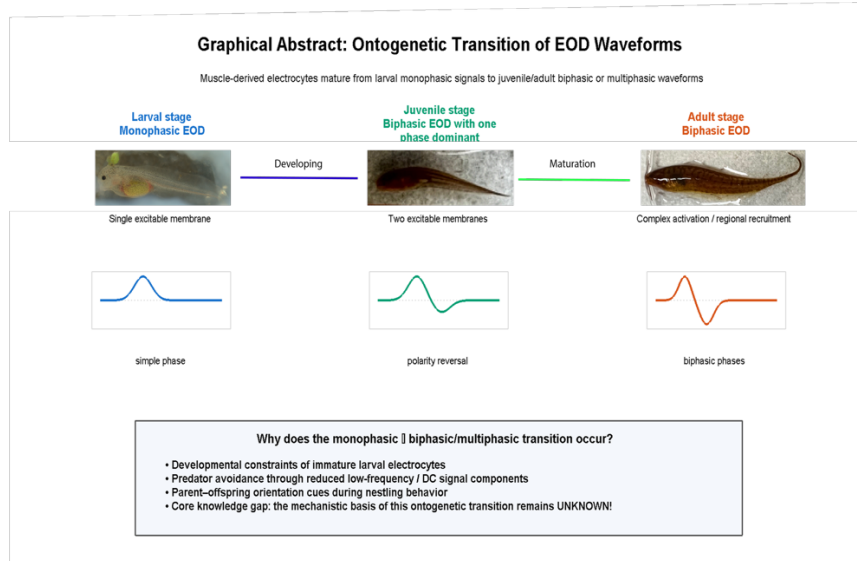 Graphical Abstract: Ontogenetic Transition of EOD Waveforms
Muscle-derived electrocytes mature from larval monophasic signals to juvenile/adult biphasic or multiphasic waveforms
Larval stage
Monophasic EOD
Juvenile stage
Biphasic EOD with one
phase dominant
Adult stage
Biphasic EOD
Developing
Maturation
Single excitable membrane
Two excitable membranes
Complex activation / regional recruitment
simple phase
polarity reversal
biphasic phases
Why does the monophasic ▯ biphasic/multiphasic transition occur?
• Developmental constraints of immature larval electrocytes
• Predator avoidance through reduced low-frequency / DC signal components
• Parent–offspring orientation cues during nestling behavior
• Core knowledge gap: the mechanistic basis of this ontogenetic transition remains UNKNOWN!